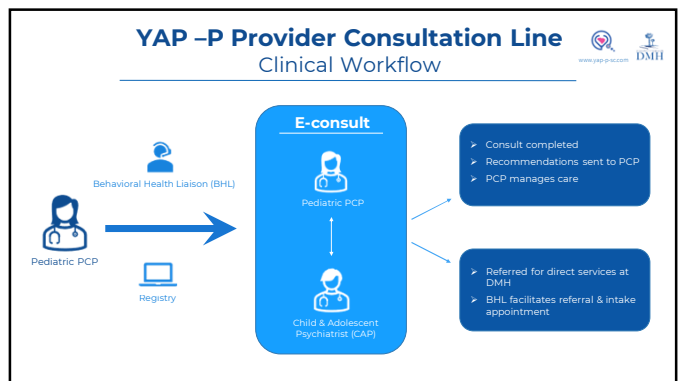 YAP –P Provider Consultation Line
Clinical Workflow
www.yap-p-sc.com
DMH
E-consult
Behavioral Health Liaison (BHL)
Pediatric PCP
Registry
Pediatric PCP
Child & Adolescent
Psychiatrist (CAP)
➢ Consult completed
➢ Recommendations sent to PCP
➢ PCP manages care
➢ Referred for direct services at
DMH
➢ BHL facilitates referral & intake
appointment